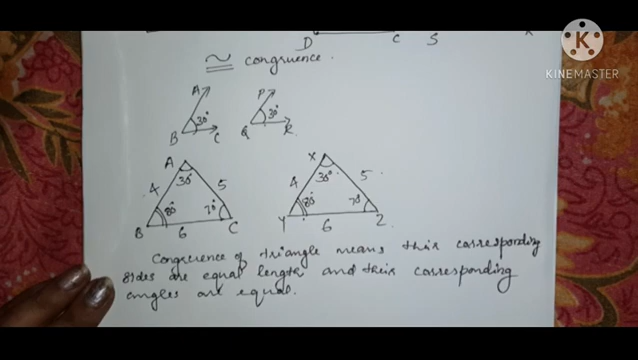 D C S R
≅ congruence.
KINEMASTER
A P
30° 30°
B C Q R
A X
30° 30°
4 5 4 5
80° 70° 80° 70
B 6 C Y 6 Z
Congruence of triangle means their corresponding
sides are equal length and their corresponding
angles are equal.